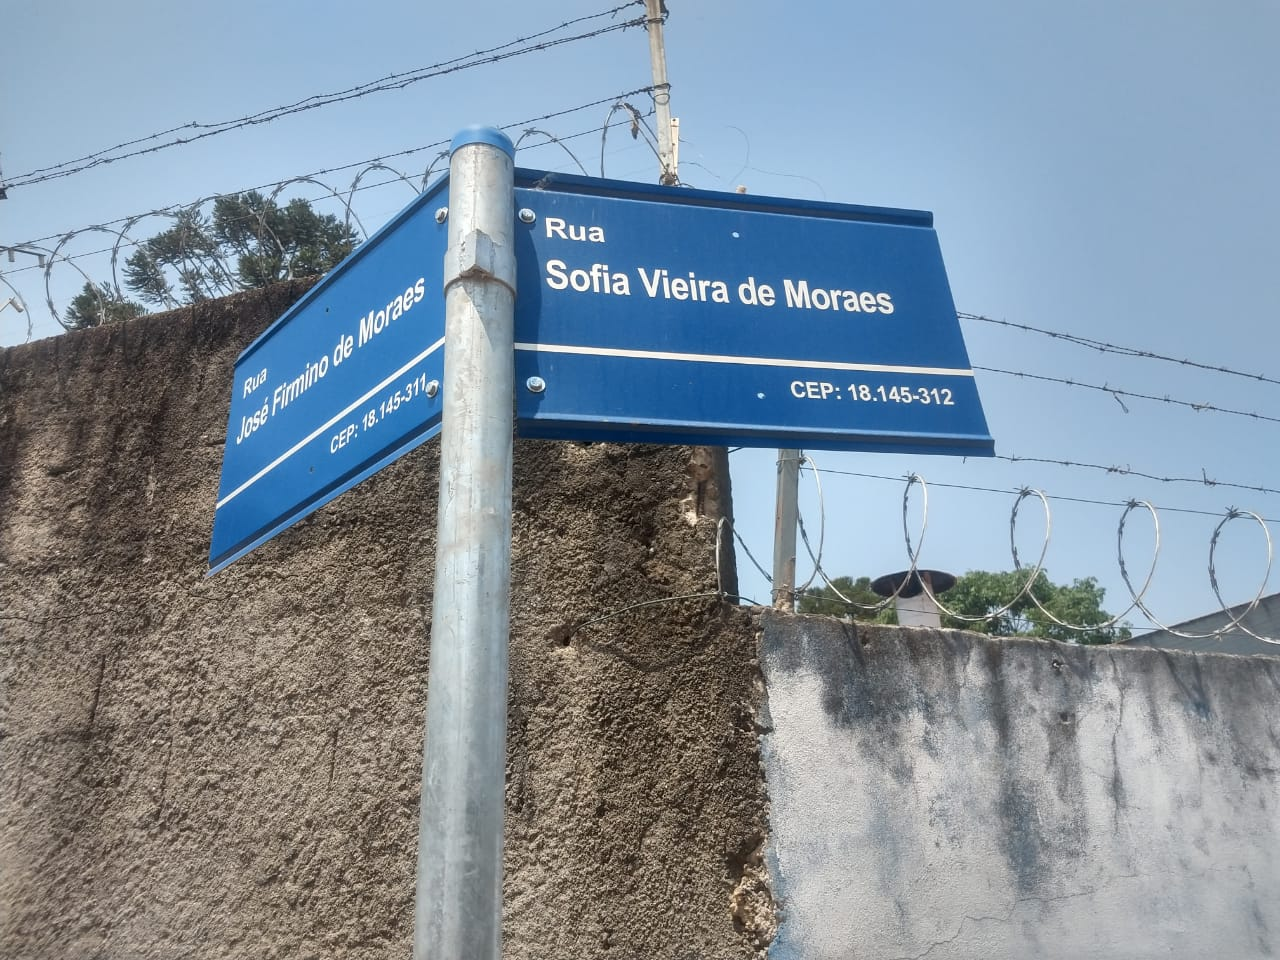 Rua
José Firmino de Moraes
CEP: 18.145-311
Rua
Sofia Vieira de Moraes
CEP: 18.145-312